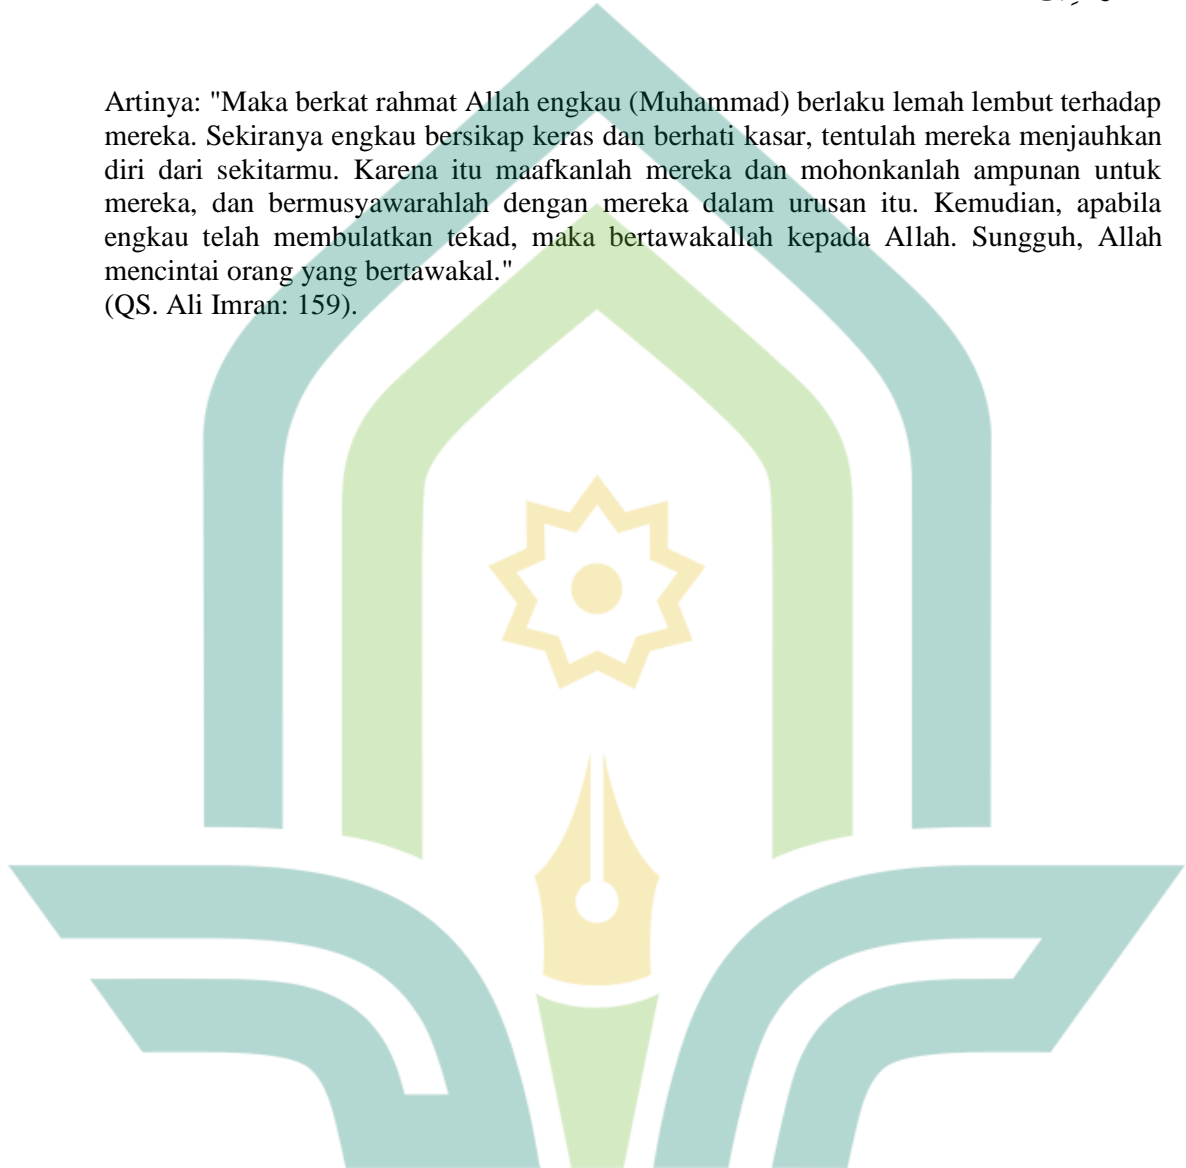 Artinya: "Maka berkat rahmat Allah engkau (Muhammad) berlaku lemah lembut terhadap
mereka. Sekiranya engkau bersikap keras dan berhati kasar, tentulah mereka menjauhkan
diri dari sekitarmu. Karena itu maafkanlah mereka dan mohonkanlah ampunan untuk
mereka, dan bermusyawarahlah dengan mereka dalam urusan itu. Kemudian, apabila
engkau telah membulatkan tekad, maka bertawakallah kepada Allah. Sungguh, Allah
mencintai orang yang bertawakal."
(QS. Ali Imran: 159).